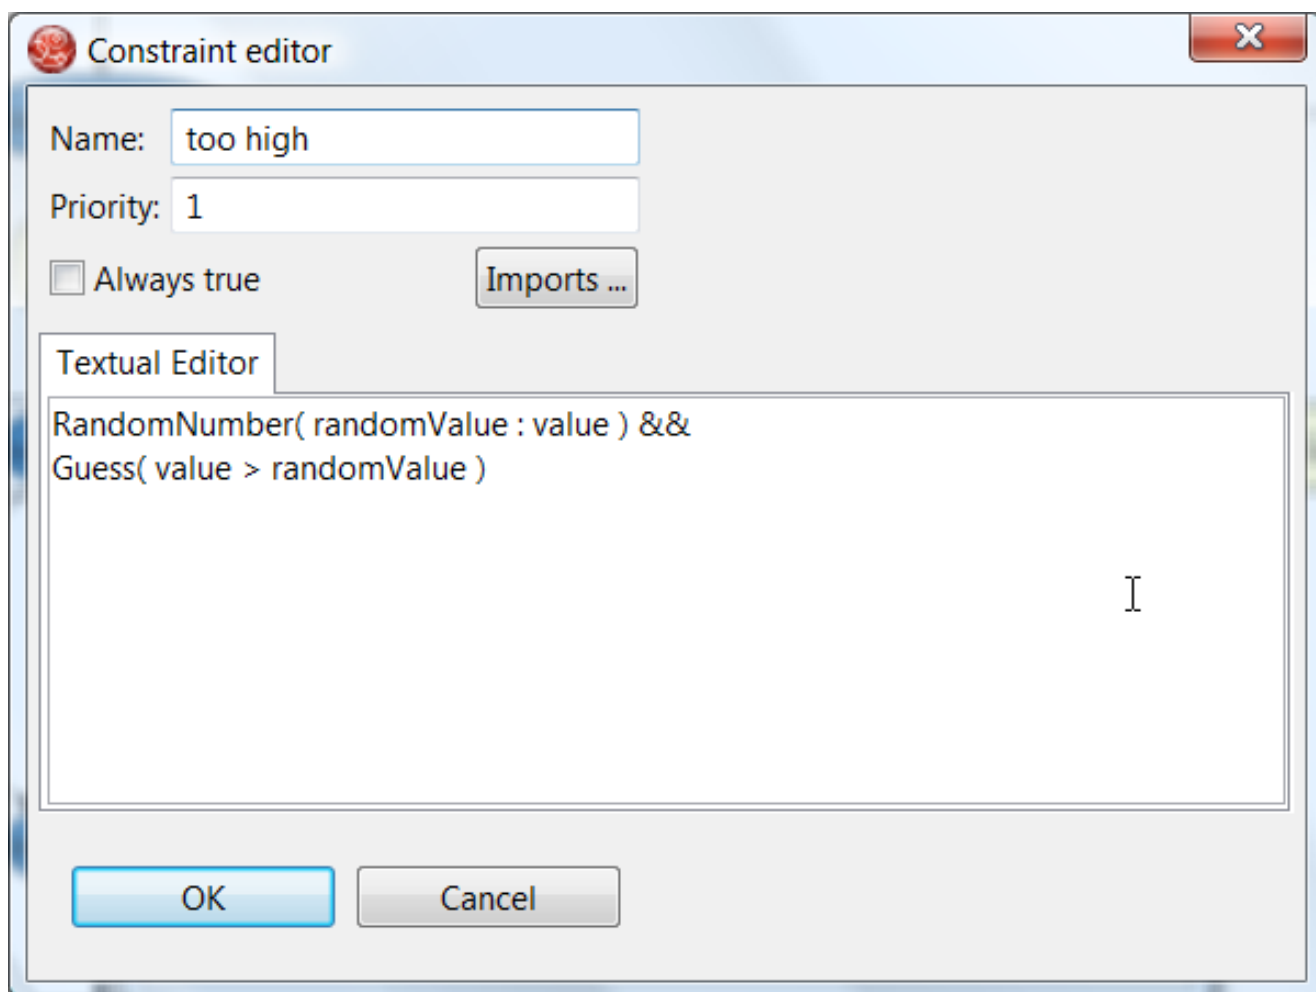 Constraint editor
Name: too high
Priority: 1
Always true Imports ...
Textual Editor
RandomNumber( randomValue : value ) &&
Guess( value > randomValue )
OK Cancel